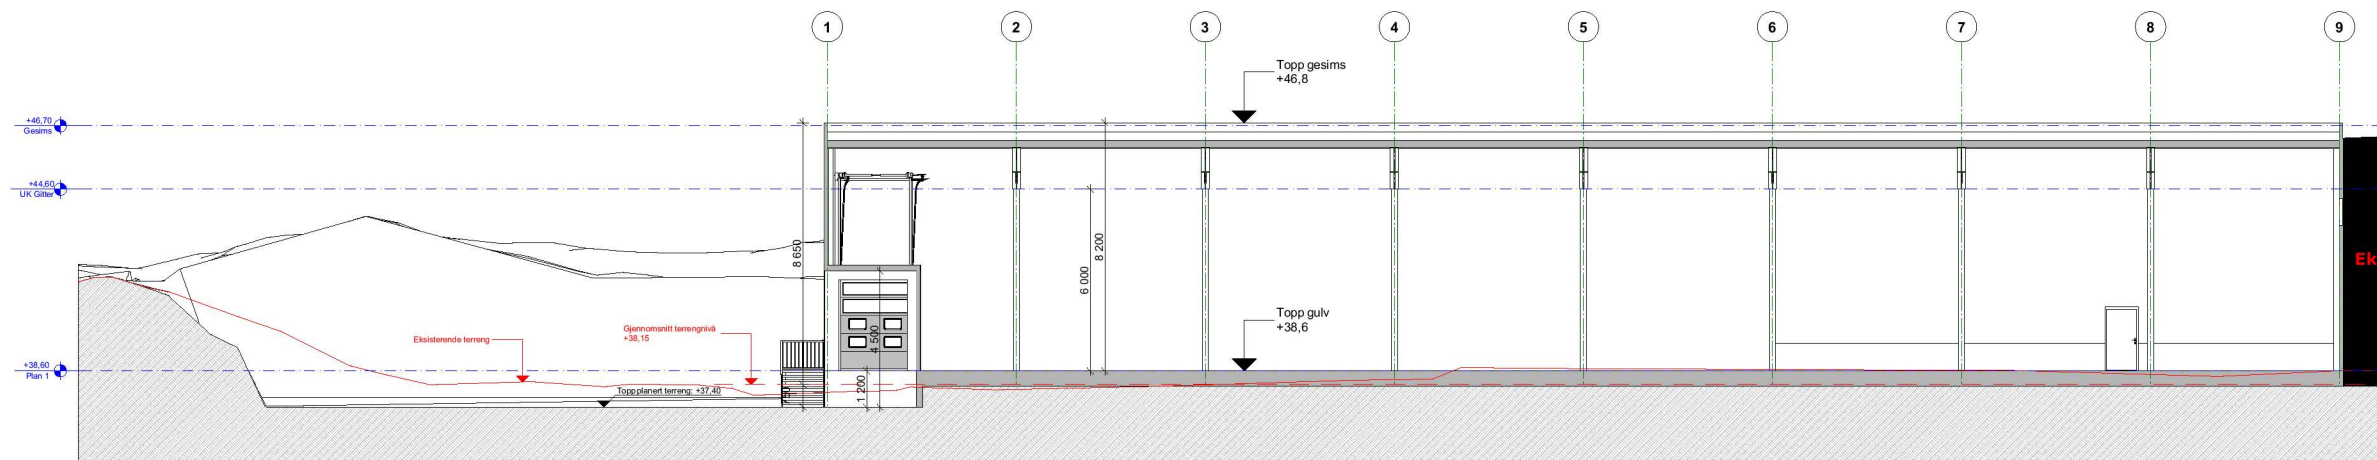 1
2
3
4
5
6
7
8
9
Topp gesims
+46,8
+46,70
Gesims
+44,60
UK Gitter
8 650
8 200
6 000
Ek
Topp gulv
+38,6
Gjennomsnitt terrengnivå
+38,15
Eksisterende terreng
4 500
+38,60
Plan 1
1 200
Topp planert terreng: +37,40